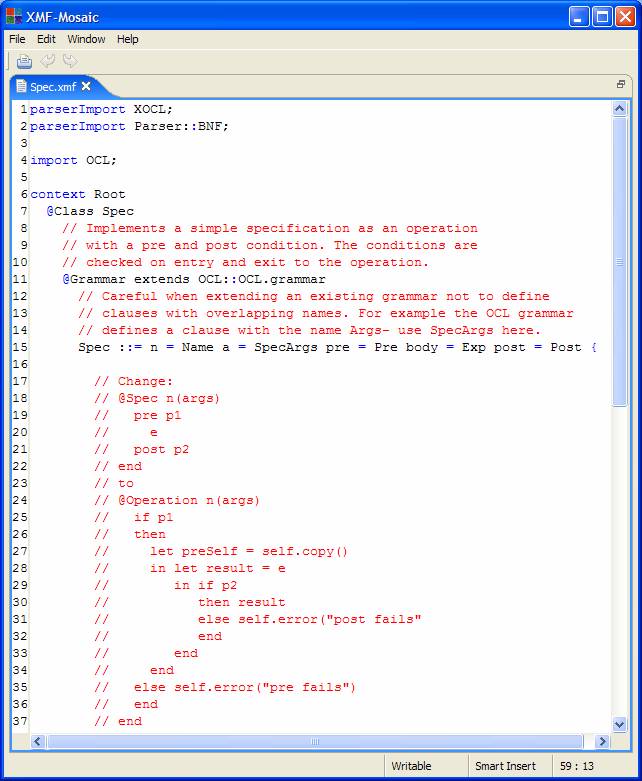 XMF-Mosaic
File Edit Window Help
Spec.xmf
1 parserImport XOCL;
2 parserImport Parser::BNF;
3
4 import OCL;
5
6 context Root
7   @Class Spec
8     // Implements a simple specification as an operation
9     // with a pre and post condition. The conditions are
10     // checked on entry and exit to the operation.
11     @Grammar extends OCL::OCL.grammar
12       // Careful when extending an existing grammar not to define
13       // clauses with overlapping names. For example the OCL grammar
14       // defines a clause with the name Args- use SpecArgs here.
15       Spec ::= n = Name a = SpecArgs pre = Pre body = Exp post = Post {
16
17         // Change:
18         // @Spec n(args)
19         //   pre p1
20         //     e
21         //   post p2
22         // end
23         // to
24         // @Operation n(args)
25         //   if p1
26         //   then
27         //     let preSelf = self.copy()
28         //     in let result = e
29         //        in if p2
30         //           then result
31         //           else self.error("post fails"
32         //           end
33         //        end
34         //     end
35         //   else self.error("pre fails")
36         //   end
37         // end
Writable Smart Insert 59 : 13